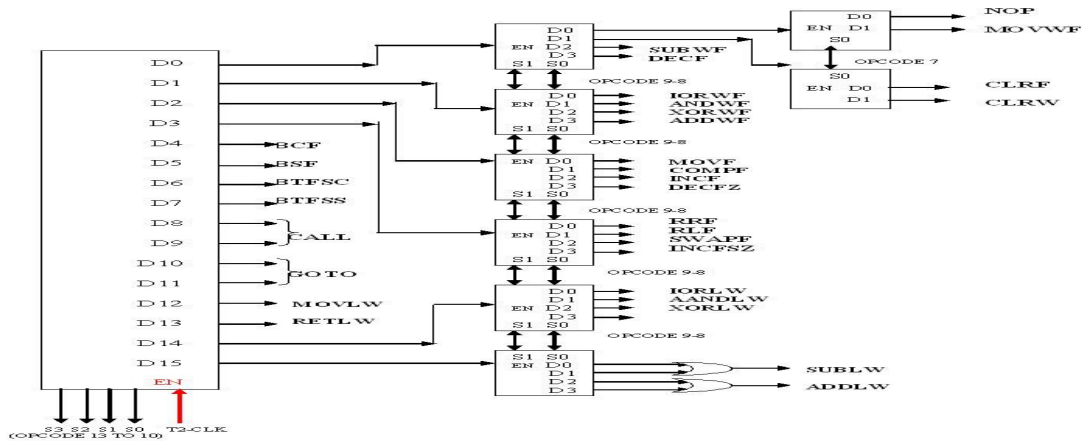 D0
D1
D2
D3
D4
D5
D6
D7
D8
D9
D10
D11
D12
D13
D14
D15
EN
S3 S2 S1 S0
(OPCODE 13 TO 10)
T2-CLK
BCF
BSF
BTFSC
BTFSS
CALL
GOTO
MOVLW
RETLW
D0
D1
EN D2
D3
S1 S0
SUBWF
DECF
OPCODE 9-8
D0
EN D1
D2
D3
S1 S0
IORWF
ANDWF
XORWF
ADDWF
OPCODE 9-8
EN D0
D1
D2
D3
S1 S0
MOVF
COMPF
INCF
DECFZ
OPCODE 9-8
D0
EN D1
D2
D3
RRF
RLF
SWAPF
INCFSZ
OPCODE 9-8
D0
D1
EN D2
D3
S1 S0
IORLW
AANDLW
XORLW
OPCODE 9-8
S1 S0
EN D0
D1
D2
D3
SUBLW
ADDLW
D0
EN D1
S0
NOP
MOVWF
OPCODE 7
S0
EN D0
D1
CLRF
CLRW